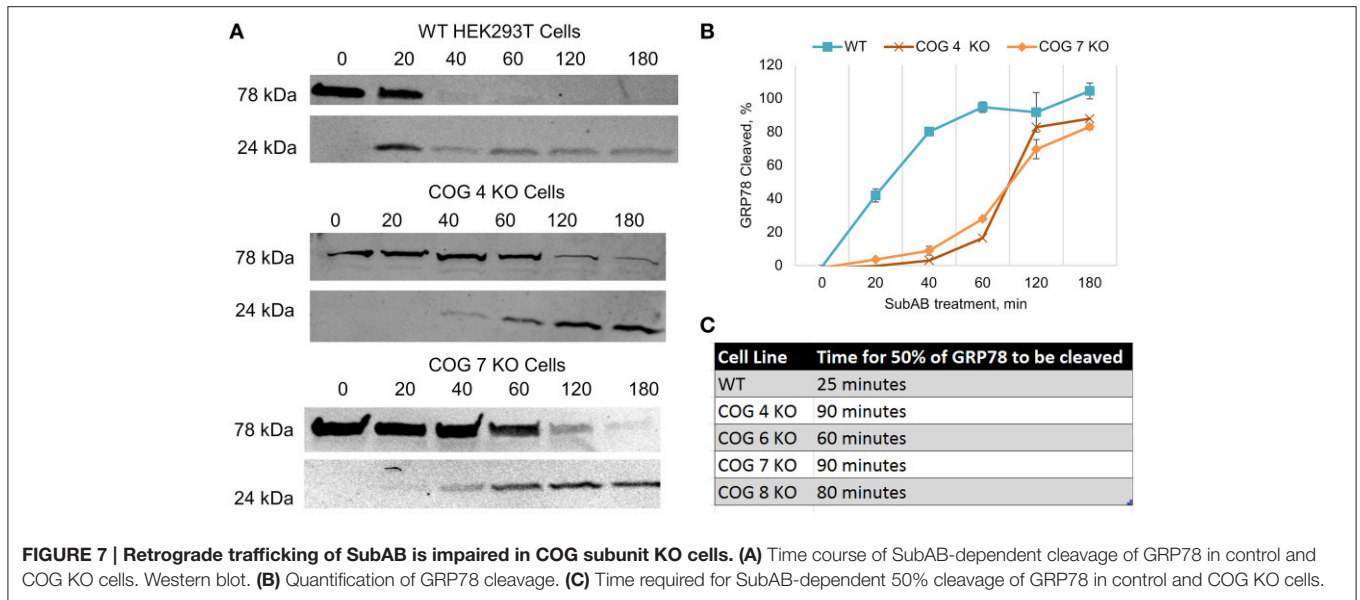 A
WT HEK293T Cells
0 20 40 60 120 180
78 kDa
24 kDa
COG 4 KO Cells
0 20 40 60 120 180
78 kDa
24 kDa
COG 7 KO Cells
0 20 40 60 120 180
78 kDa
24 kDa
B
WT COG 4 KO COG 7 KO
GRP78 Cleaved, %
120
100
80
60
40
20
0
0 20 40 60 120 180
SubAB treatment, min
C
Cell Line Time for 50% of GRP78 to be cleaved
WT 25 minutes
COG 4 KO 90 minutes
COG 6 KO 60 minutes
COG 7 KO 90 minutes
COG 8 KO 80 minutes
FIGURE 7 | Retrograde trafficking of SubAB is impaired in COG subunit KO cells. (A) Time course of SubAB-dependent cleavage of GRP78 in control and
COG KO cells. Western blot. (B) Quantification of GRP78 cleavage. (C) Time required for SubAB-dependent 50% cleavage of GRP78 in control and COG KO cells.